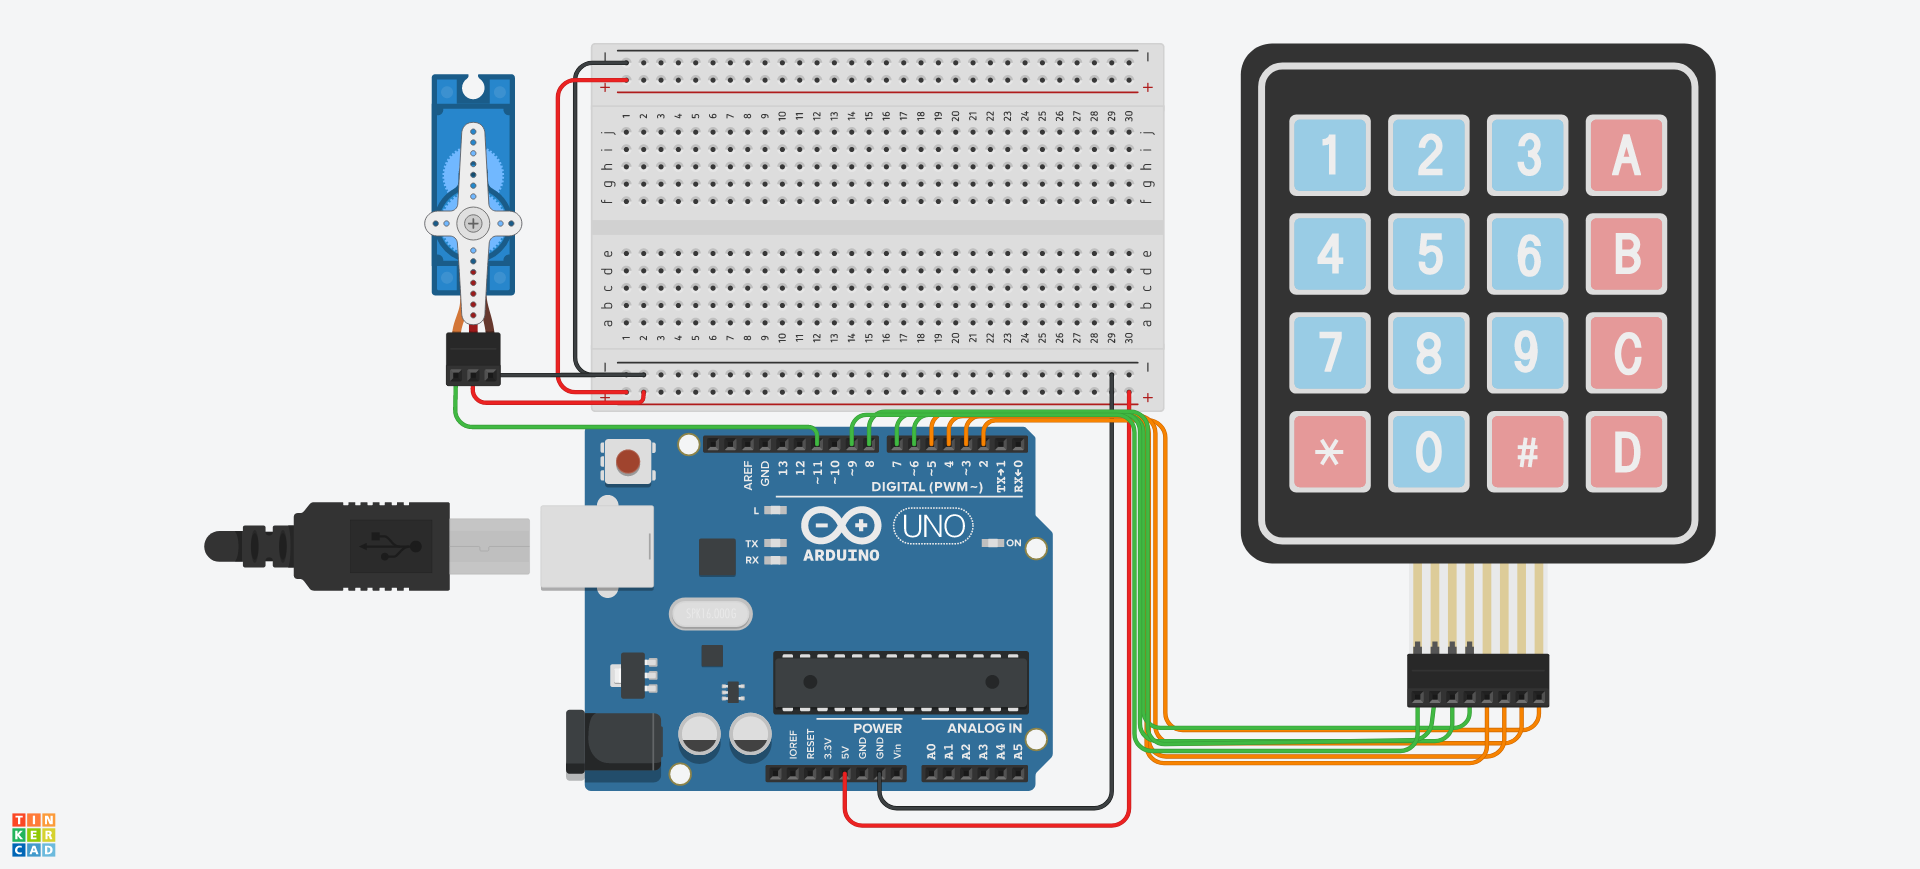 − −
+ +
1 2 3 4 5 6 7 8 9 10 11 12 13 14 15 16 17 18 19 20 21 22 23 24 25 26 27 28 29 30
j j
i i
h h
g g
f f
e e
d d
c c
b b
a a
1 2 3 4 5 6 7 8 9 10 11 12 13 14 15 16 17 18 19 20 21 22 23 24 25 26 27 28 29 30
− −
+ +
1 2 3 A
4 5 6 B
7 8 9 C
* 0 # D
AREF GND 13 12 ~11 ~10 ~9 8 7 ~6 ~5 4 ~3 2 TX→1 RX←0
DIGITAL (PWM~)
L
TX
RX
UNO
ON
ARDUINO
POWER ANALOG IN
IOREF RESET 3.3V 5V GND GND Vin A0 A1 A2 A3 A4 A5
TIN
KER
CAD